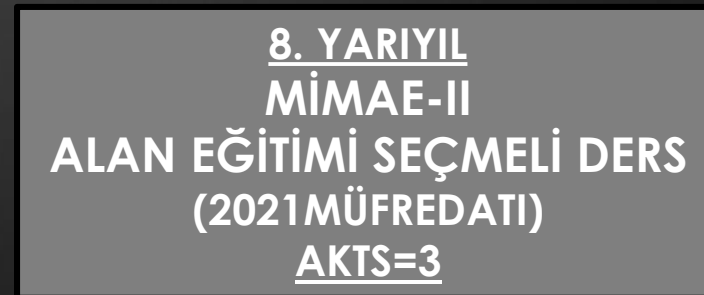 8. YARIYIL
MİMAE-II
ALAN EĞİTİMİ SEÇMELİ DERS
(2021MÜFREDATI)
AKTS=3